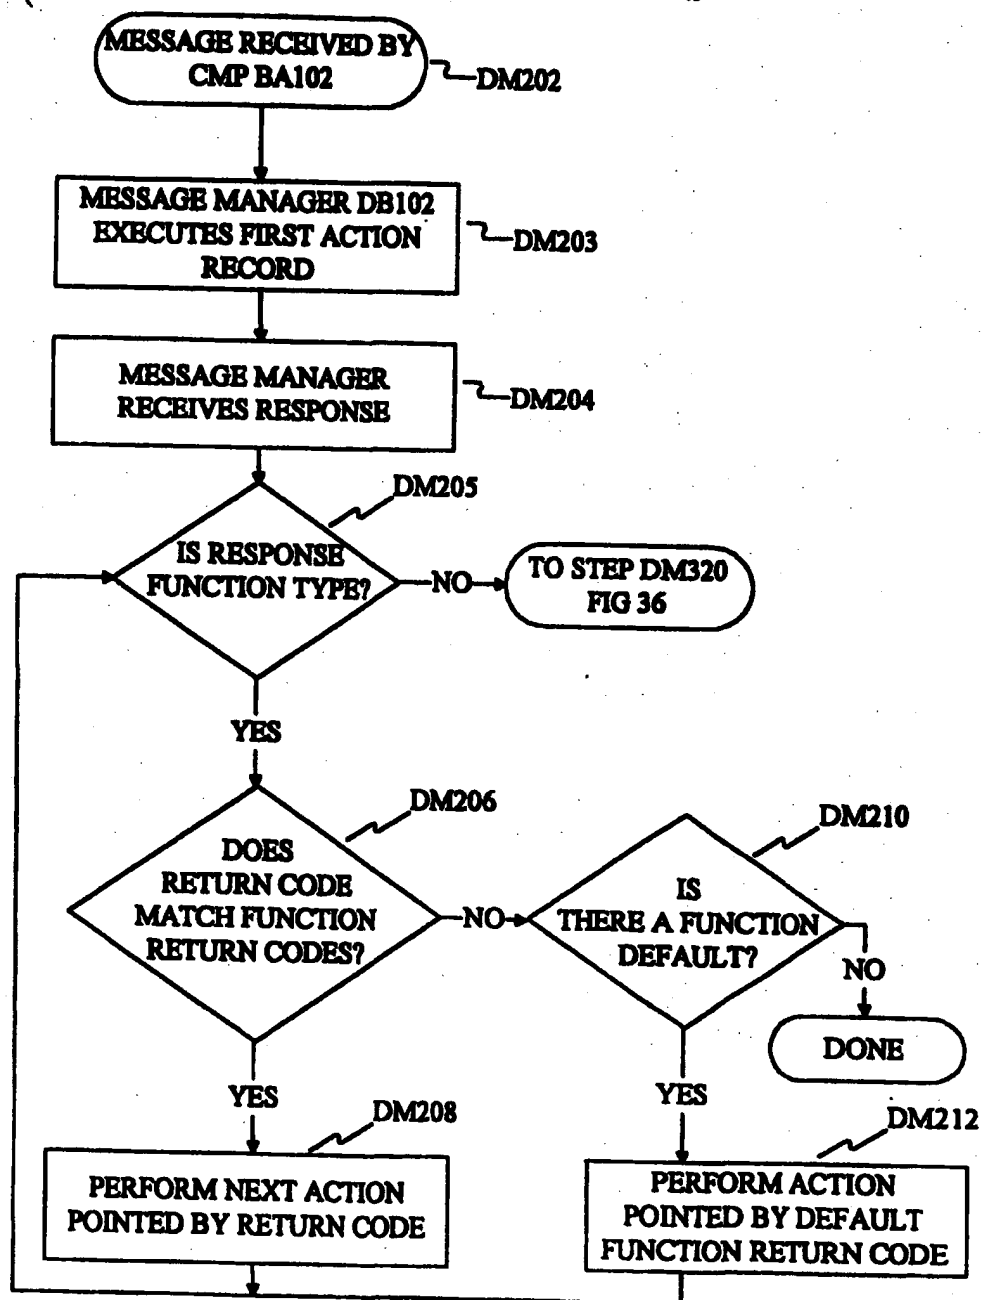 MESSAGE RECEIVED BY
CMP BA102
DM202
MESSAGE MANAGER DB102
EXECUTES FIRST ACTION
RECORD
DM203
MESSAGE MANAGER
RECEIVES RESPONSE
DM204
DM205
IS RESPONSE
FUNCTION TYPE?
NO
TO STEP DM320
FIG 36
YES
DM206
DOES
RETURN CODE
MATCH FUNCTION
RETURN CODES?
NO
DM210
IS
THERE A FUNCTION
DEFAULT?
NO
DONE
YES
DM208
PERFORM NEXT ACTION
POINTED BY RETURN CODE
YES
DM212
PERFORM ACTION
POINTED BY DEFAULT
FUNCTION RETURN CODE